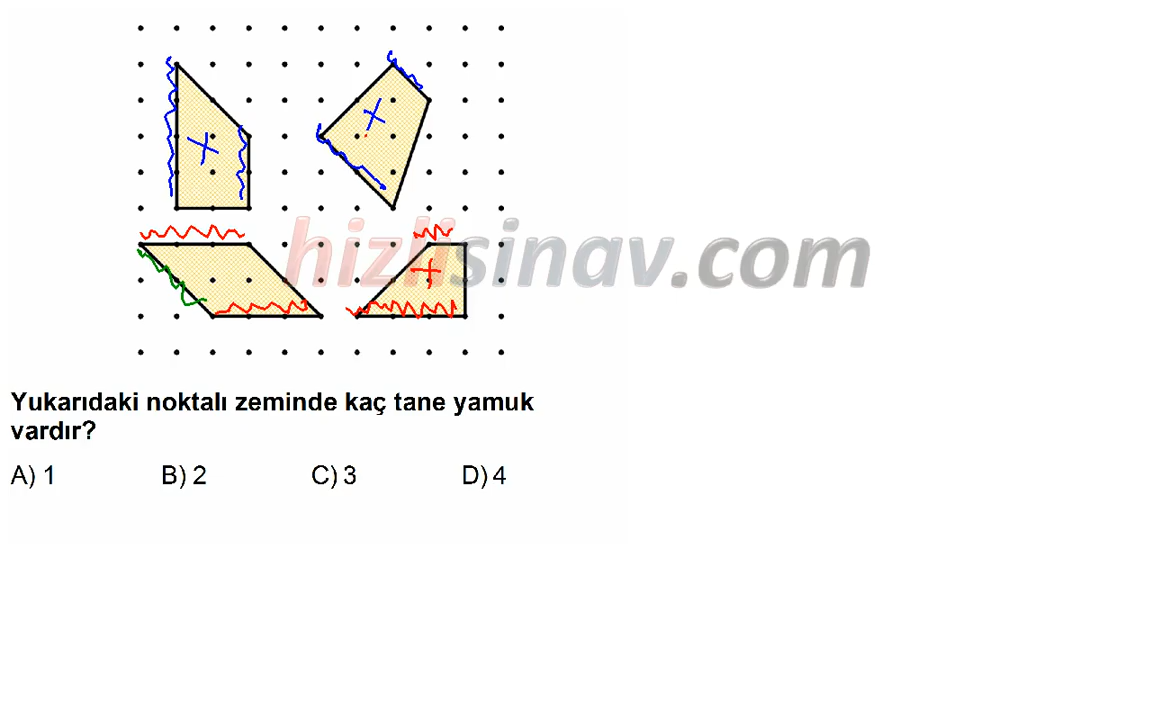 hizlisinav.com
Yukarıdaki noktalı zeminde kaç tane yamuk
vardır?
A) 1 B) 2 C) 3 D) 4